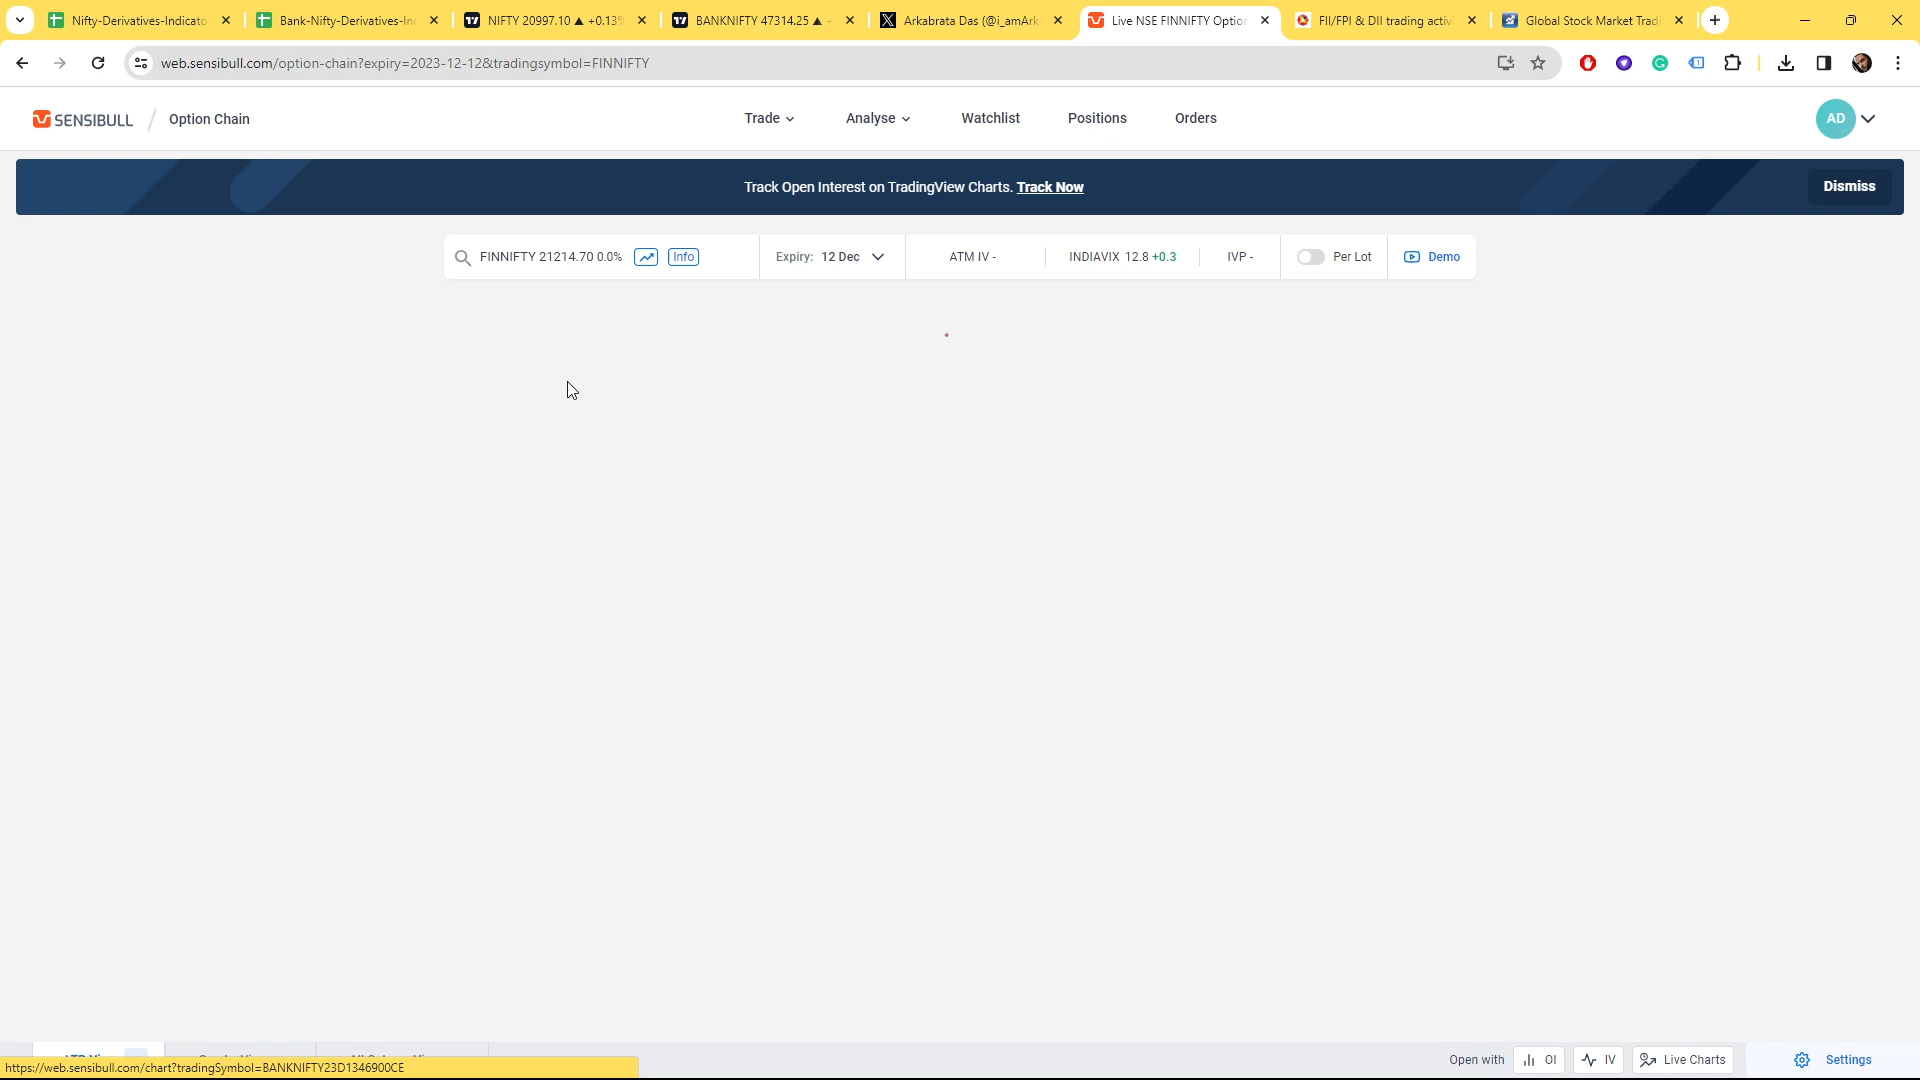 Nifty-Derivatives-Indicato
Bank-Nifty-Derivatives-Ind
NIFTY 20997.10 ▲ +0.13%
BANKNIFTY 47314.25 ▲ +
Arkabrata Das (@i_amArk
Live NSE FINNIFTY Option
FII/FPI & DII trading activi
Global Stock Market Tradi
web.sensibull.com/option-chain?expiry=2023-12-12&tradingsymbol=FINNIFTY
SENSIBULL / Option Chain
Trade
Analyse
Watchlist
Positions
Orders
AD
Track Open Interest on TradingView Charts. Track Now
Dismiss
FINNIFTY 21214.70 0.0%
Info
Expiry: 12 Dec
ATM IV -
INDIAVIX 12.8 +0.3
IVP -
Per Lot
Demo
Open with
OI
IV
Live Charts
Settings
https://web.sensibull.com/chart?tradingSymbol=BANKNIFTY23D1346900CE